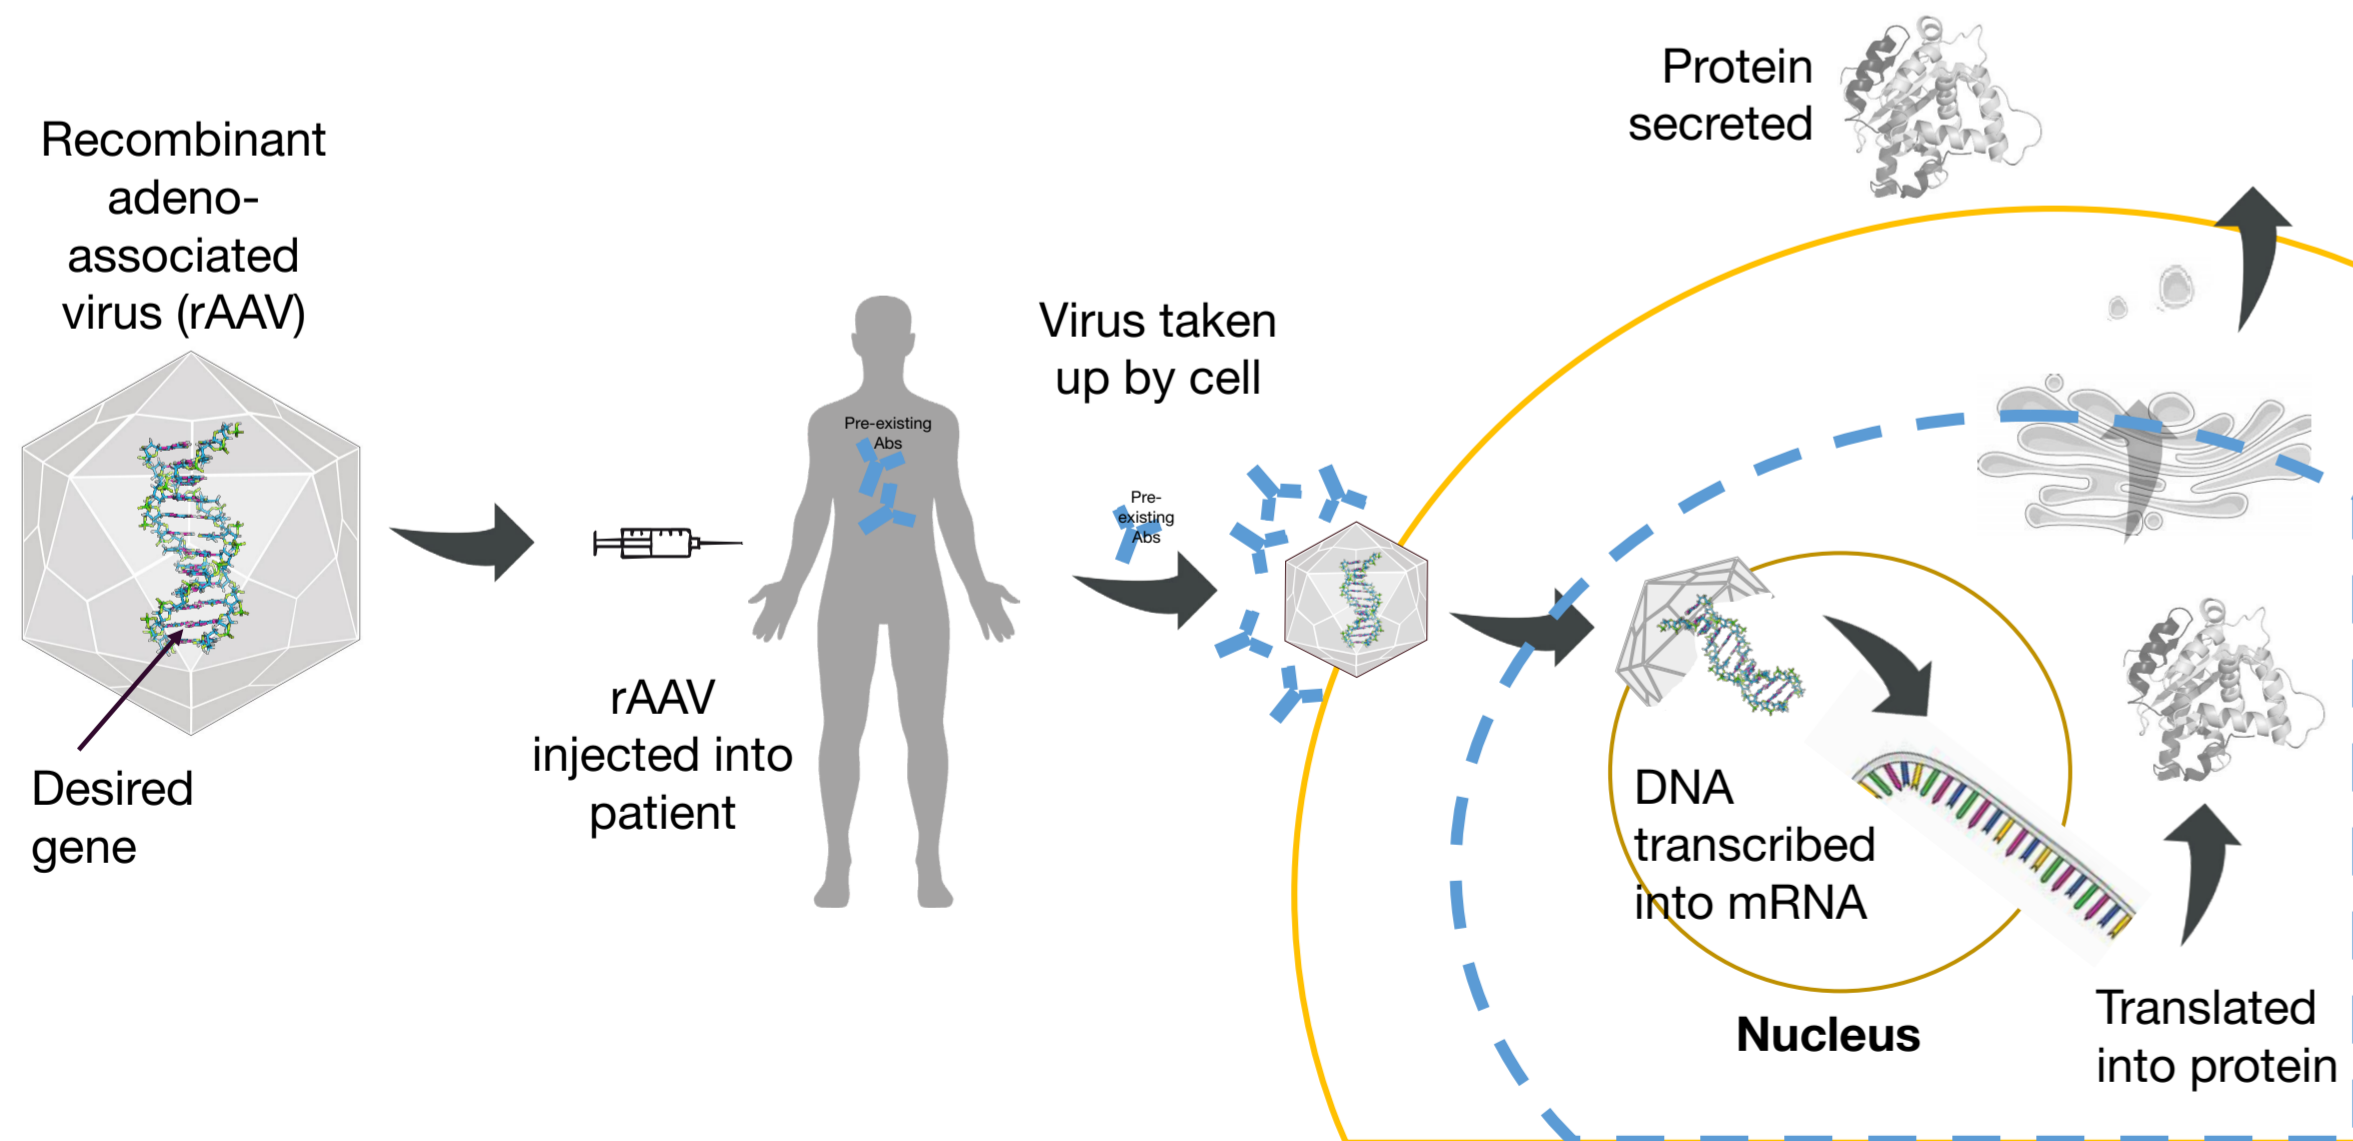 Recombinant
adeno-
associated
virus (rAAV)
Desired
gene
rAAV
injected into
patient
Pre-existing
Abs
Virus taken
up by cell
Pre-
existing
Abs
Protein
secreted
DNA
transcribed
into mRNA
Nucleus
Translated
into protein